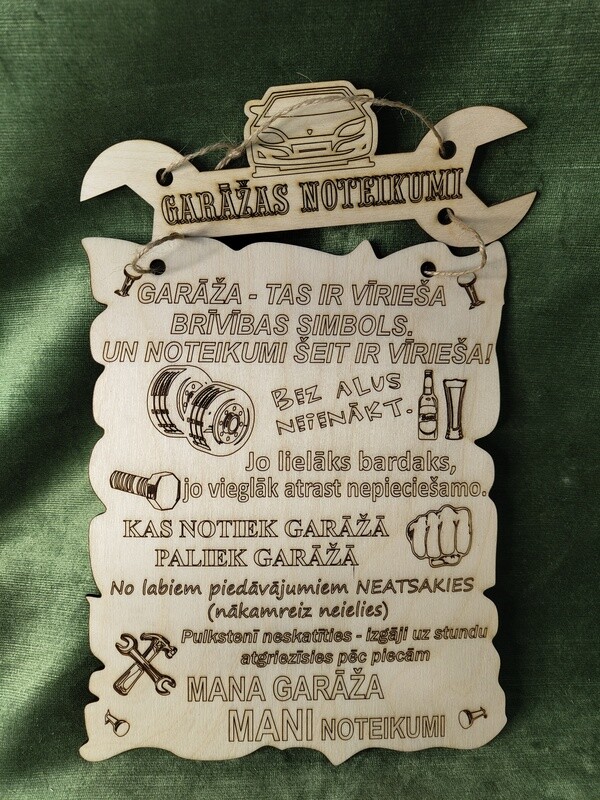 GARĀŽAS NOTEIKUMI
GARĀŽA - TAS IR VĪRIEŠA
BRĪVĪBAS SIMBOLS.
UN NOTEIKUMI ŠEIT IR VĪRIEŠA!
BEZ ALUS
NEIENĀKT.
Jo lielāks bardaks,
jo vieglāk atrast nepieciešamo.
KAS NOTIEK GARĀŽĀ
PALIEK GARĀŽĀ
No labiem piedāvājumiem NEATSAKIES
(nākamreiz neielies)
Pulkstenī neskatīties - izgāji uz stundu
atgriezīsies pēc piecām
MANA GARĀŽA
MANI NOTEIKUMI